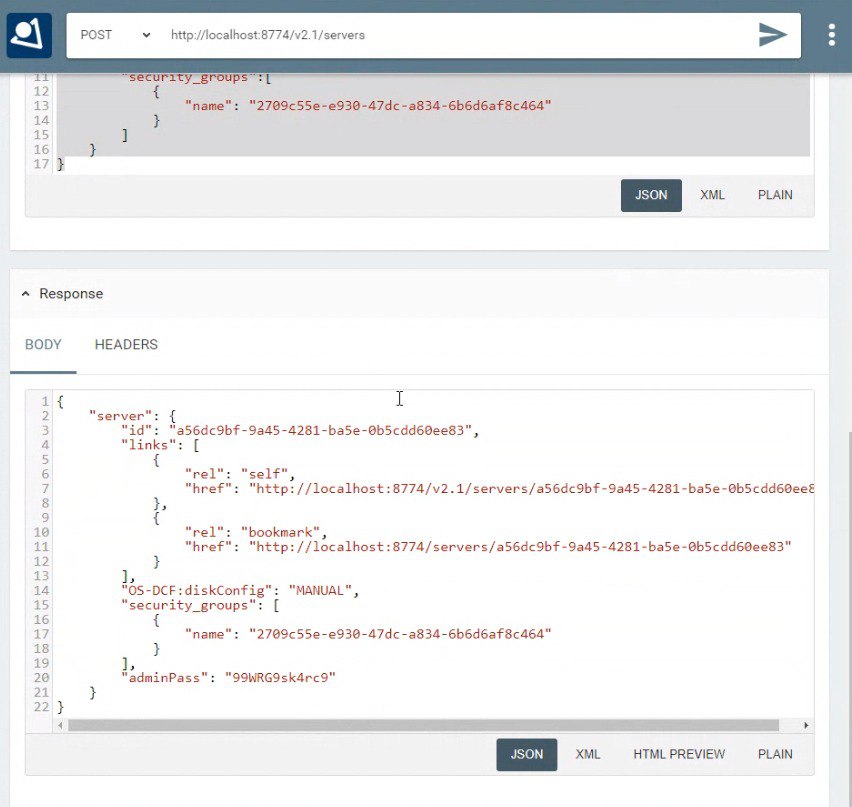 POST http://localhost:8774/v2.1/servers
11 "security_groups":[
12 {
13 "name": "2709c55e-e930-47dc-a834-6b6d6af8c464"
14 }
15 ]
16 }
17 }
JSON XML PLAIN
Response
BODY HEADERS
1 {
2 "server": {
3 "id": "a56dc9bf-9a45-4281-ba5e-0b5cdd60ee83",
4 "links": [
5 {
6 "rel": "self",
7 "href": "http://localhost:8774/v2.1/servers/a56dc9bf-9a45-4281-ba5e-0b5cdd60ee8
8 },
9 {
10 "rel": "bookmark",
11 "href": "http://localhost:8774/servers/a56dc9bf-9a45-4281-ba5e-0b5cdd60ee83"
12 }
13 ],
14 "OS-DCF:diskConfig": "MANUAL",
15 "security_groups": [
16 {
17 "name": "2709c55e-e930-47dc-a834-6b6d6af8c464"
18 }
19 ],
20 "adminPass": "99WRG9sk4rc9"
21 }
22 }
JSON XML HTML PREVIEW PLAIN